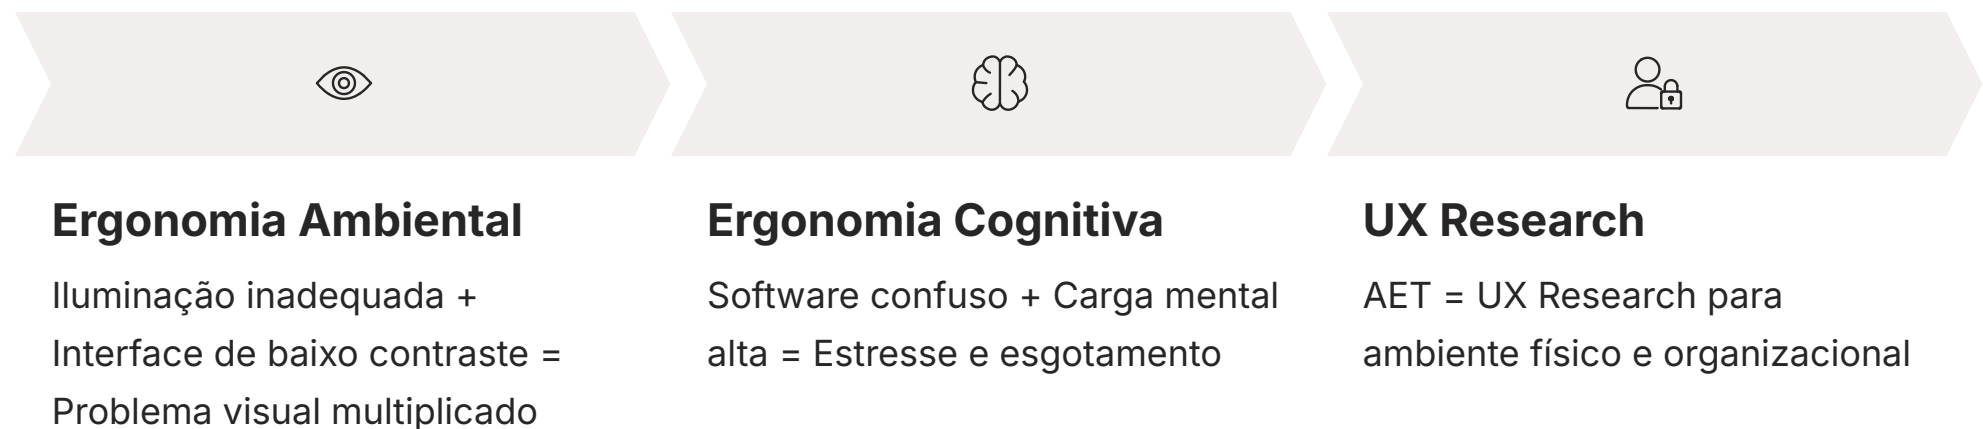 Ergonomia Ambiental
Iluminação inadequada +
Interface de baixo contraste =
Problema visual multiplicado
Ergonomia Cognitiva
Software confuso + Carga mental
alta = Estresse e esgotamento
UX Research
AET = UX Research para
ambiente físico e organizacional